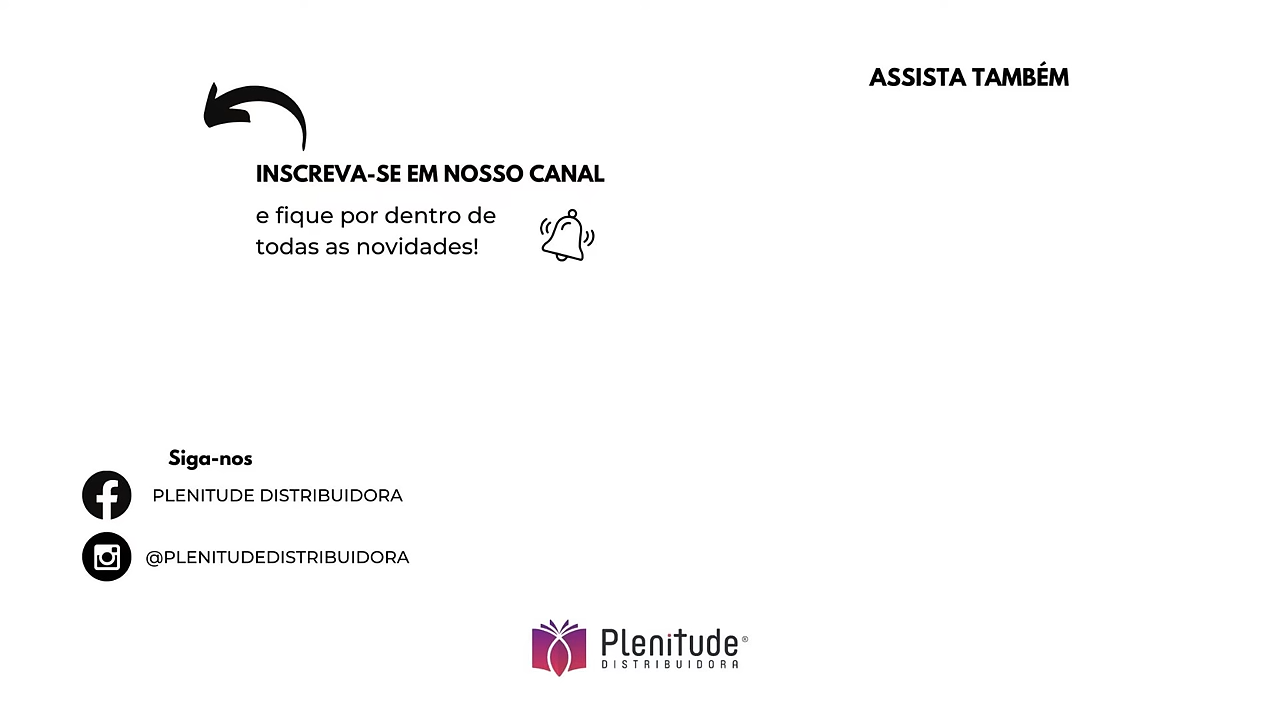 ASSISTA TAMBÉM
INSCREVA-SE EM NOSSO CANAL
e fique por dentro de
todas as novidades!
Siga-nos
PLENITUDE DISTRIBUIDORA
@PLENITUDEDISTRIBUIDORA
Plenitude®
DISTRIBUIDORA